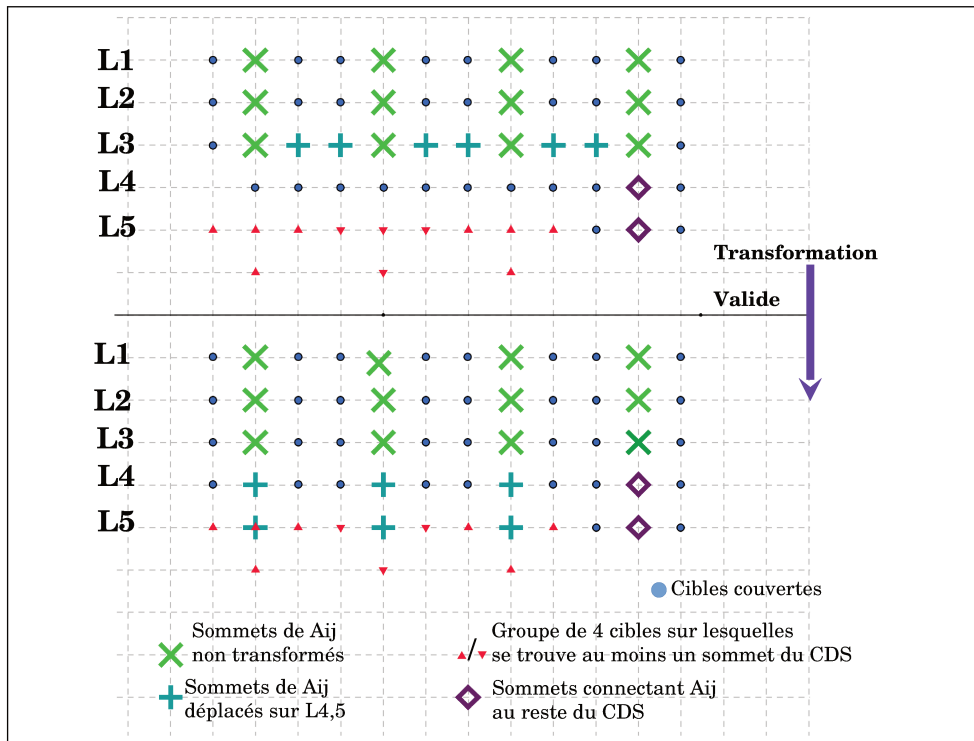 L1
L2
L3
L4
L5
Transformation
Valide
L1
L2
L3
L4
L5
Cibles couvertes
Sommets de Aij
non transformés
/
Groupe de 4 cibles sur lesquelles
se trouve au moins un sommet du CDS
Sommets de Aij
déplacés sur L4,5
Sommets connectant Aij
au reste du CDS